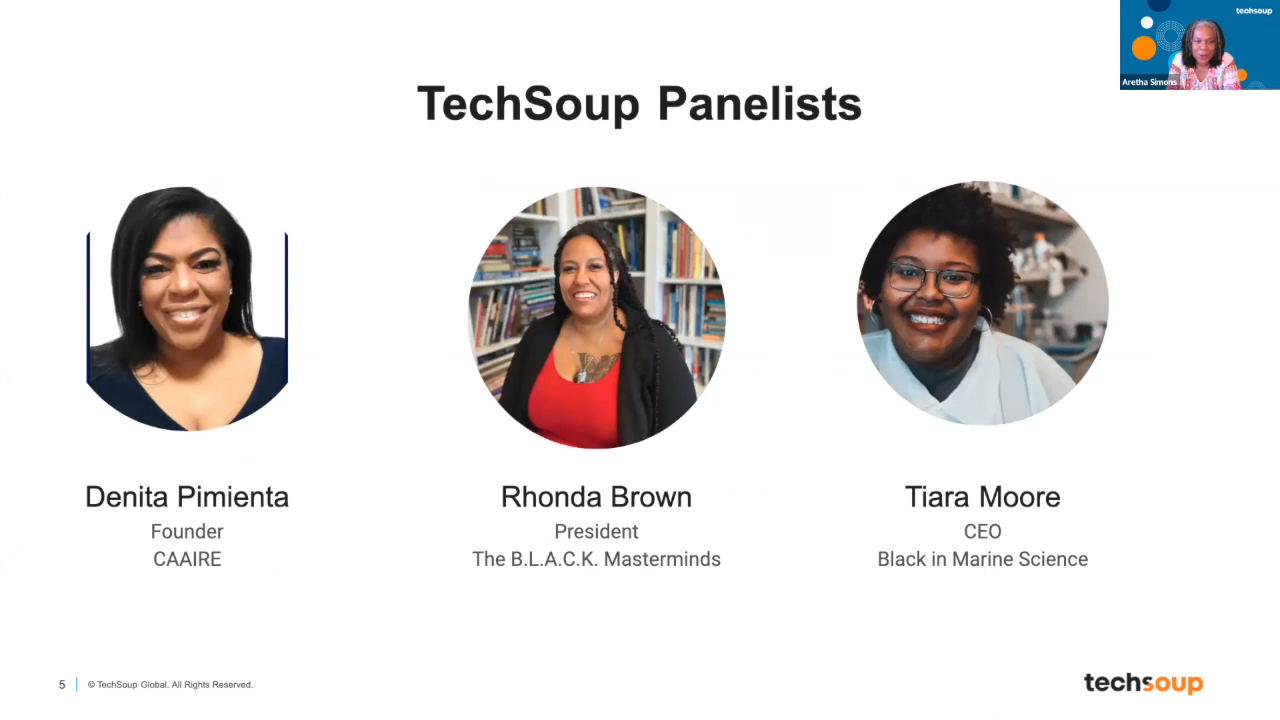 techsoup
Aretha Simons
TechSoup Panelists
Denita Pimienta
Founder
CAAIRE
Rhonda Brown
President
The B.L.A.C.K. Masterminds
Tiara Moore
CEO
Black in Marine Science
5
© TechSoup Global. All Rights Reserved.
techsoup